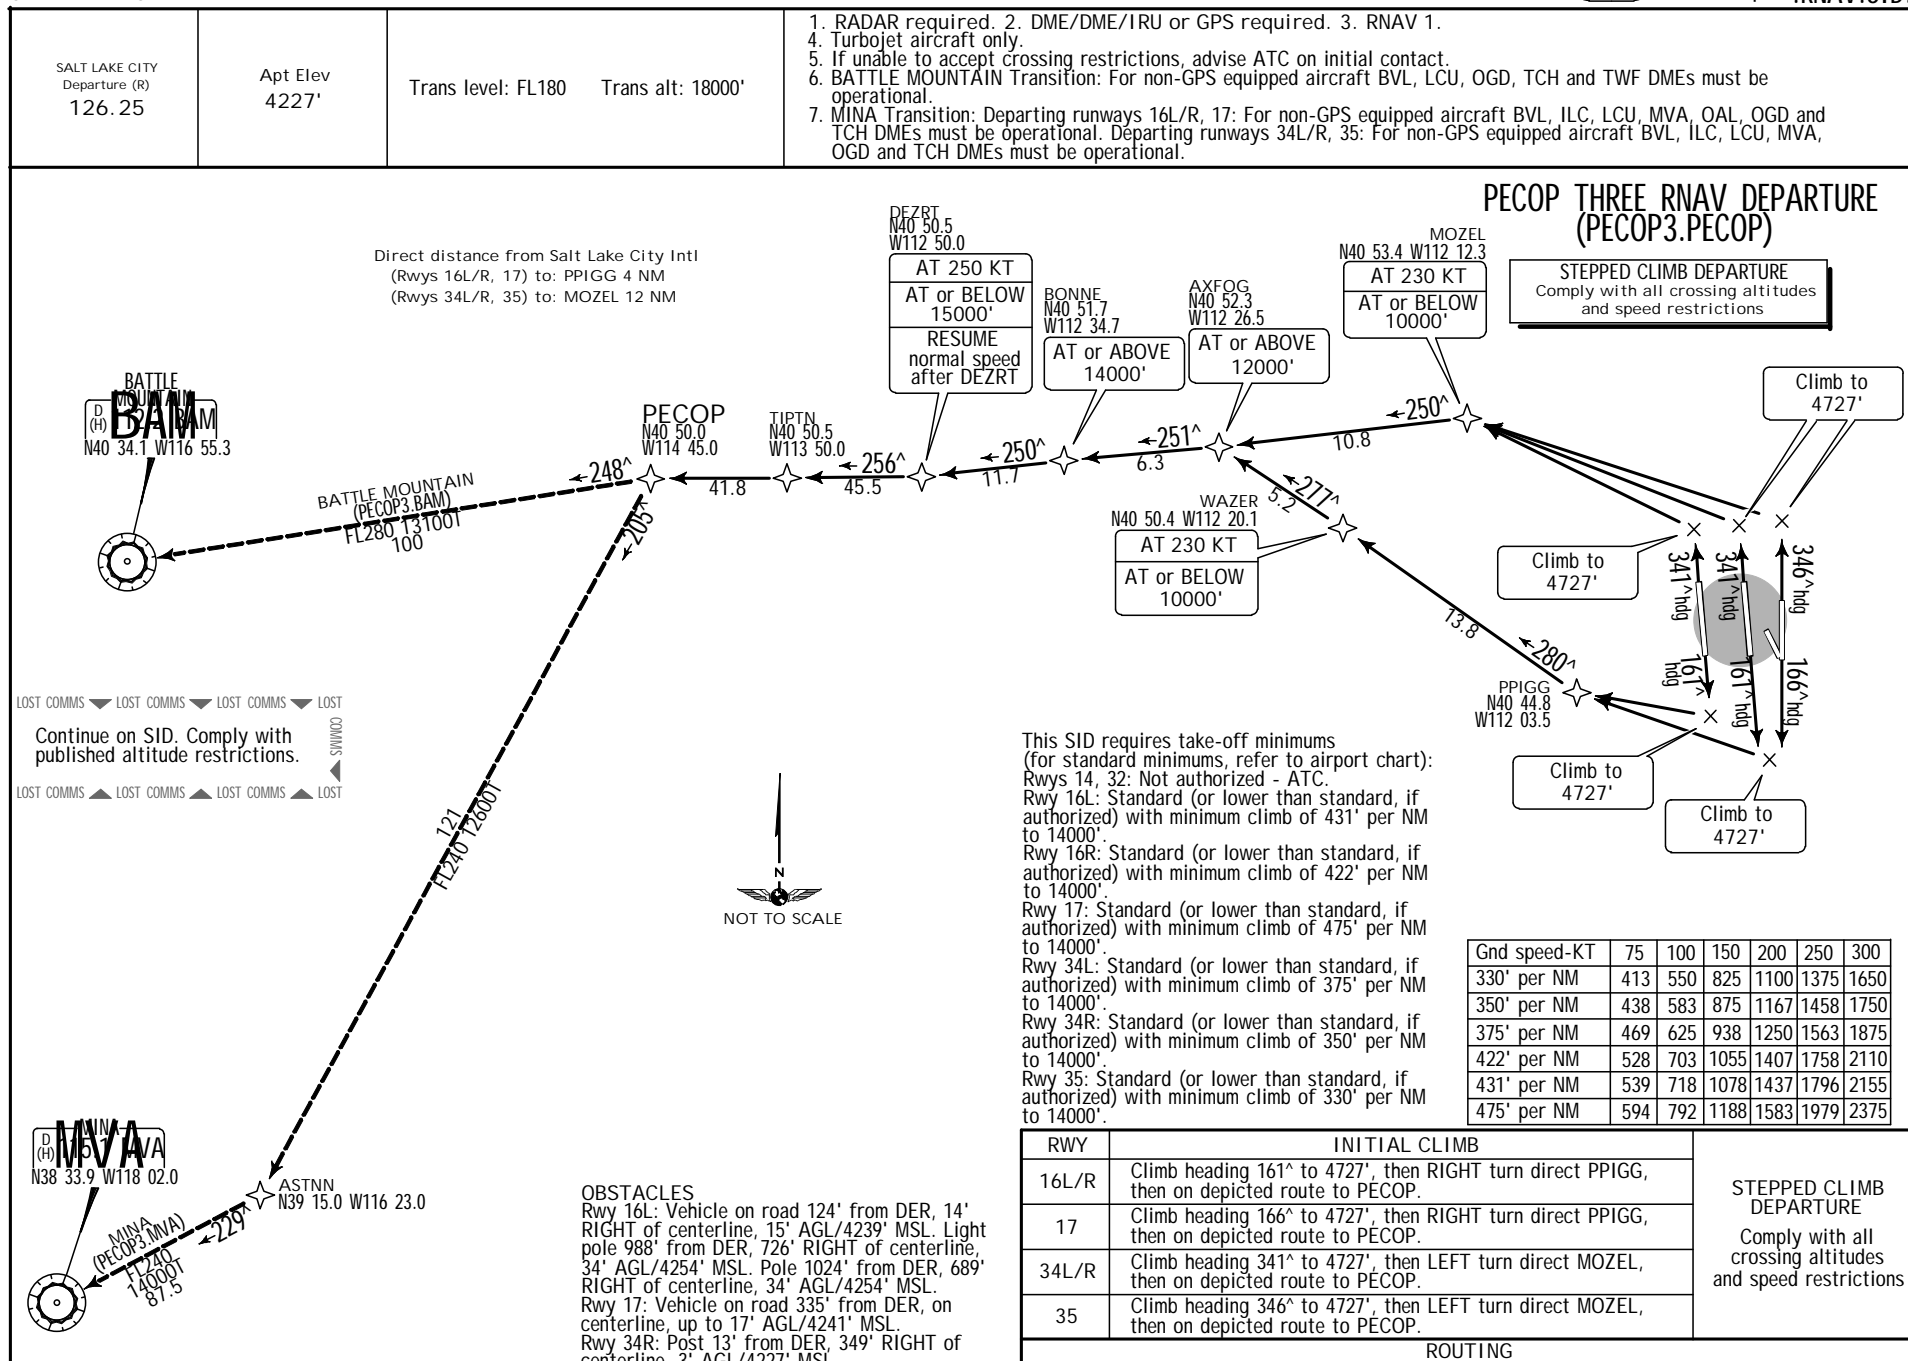 SALT LAKE CITY
Departure (R)
126.25
Apt Elev
4227'
Trans level: FL180 Trans alt: 18000'
1. RADAR required. 2. DME/DME/IRU or GPS required. 3. RNAV 1.
4. Turbojet aircraft only.
5. If unable to accept crossing restrictions, advise ATC on initial contact.
6. BATTLE MOUNTAIN Transition: For non-GPS equipped aircraft BVL, LCU, OGD, TCH and TWF DMEs must be
operational.
7. MINA Transition: Departing runways 16L/R, 17: For non-GPS equipped aircraft BVL, ILC, LCU, MVA, OAL, OGD and
TCH DMEs must be operational. Departing runways 34L/R, 35: For non-GPS equipped aircraft BVL, ILC, LCU, MVA,
OGD and TCH DMEs must be operational.
PECOP THREE RNAV DEPARTURE
(PECOP3.PECOP)
STEPPED CLIMB DEPARTURE
Comply with all crossing altitudes
and speed restrictions
Direct distance from Salt Lake City Intl
(Rwys 16L/R, 17) to: PPIGG 4 NM
(Rwys 34L/R, 35) to: MOZEL 12 NM
DEZRT
N40 50.5
W112 50.0
AT 250 KT
AT or BELOW
15000'
RESUME
normal speed
after DEZRT
BONNE
N40 51.7
W112 34.7
AT or ABOVE
14000'
AXFOG
N40 52.3
W112 26.5
AT or ABOVE
12000'
MOZEL
N40 53.4 W112 12.3
AT 230 KT
AT or BELOW
10000'
Climb to
4727'
BATTLE
MOUNTAIN
D
(H)
BAM
N40 34.1 W116 55.3
PECOP
N40 50.0
W114 45.0
TIPTN
N40 50.5
W113 50.0
248^
41.8
256^
45.5
250^
11.7
251^
6.3
250^
10.8
277^
5.2
BATTLE MOUNTAIN
(PECOP3.BAM)
FL280 13100T
100
205^
WAZER
N40 50.4 W112 20.1
AT 230 KT
AT or BELOW
10000'
Climb to
4727'
341^hdg
341^hdg
346^hdg
13.8
280^
161^
hdg
161^hdg
166^hdg
PPIGG
N40 44.8
W112 03.5
Climb to
4727'
Climb to
4727'
LOST COMMS LOST COMMS LOST COMMS LOST
COMMS
Continue on SID. Comply with
published altitude restrictions.
LOST COMMS LOST COMMS LOST COMMS LOST
121
FL240 12600T
N
NOT TO SCALE
This SID requires take-off minimums
(for standard minimums, refer to airport chart):
Rwys 14, 32: Not authorized - ATC.
Rwy 16L: Standard (or lower than standard, if
authorized) with minimum climb of 431' per NM
to 14000'.
Rwy 16R: Standard (or lower than standard, if
authorized) with minimum climb of 422' per NM
to 14000'.
Rwy 17: Standard (or lower than standard, if
authorized) with minimum climb of 475' per NM
to 14000'.
Rwy 34L: Standard (or lower than standard, if
authorized) with minimum climb of 375' per NM
to 14000'.
Rwy 34R: Standard (or lower than standard, if
authorized) with minimum climb of 350' per NM
to 14000'.
Rwy 35: Standard (or lower than standard, if
authorized) with minimum climb of 330' per NM
to 14000'.
Gnd speed-KT 75 100 150 200 250 300
330' per NM 413 550 825 1100 1375 1650
350' per NM 438 583 875 1167 1458 1750
375' per NM 469 625 938 1250 1563 1875
422' per NM 528 703 1055 1407 1758 2110
431' per NM 539 718 1078 1437 1796 2155
475' per NM 594 792 1188 1583 1979 2375
MINA
D
(H)
MVA
N38 33.9 W118 02.0
ASTNN
N39 15.0 W116 23.0
229^
MINA
(PECOP3.MVA)
FL240
14000T
87.5
OBSTACLES
Rwy 16L: Vehicle on road 124' from DER, 14'
RIGHT of centerline, 15' AGL/4239' MSL. Light
pole 988' from DER, 726' RIGHT of centerline,
34' AGL/4254' MSL. Pole 1024' from DER, 689'
RIGHT of centerline, 34' AGL/4254' MSL.
Rwy 17: Vehicle on road 335' from DER, on
centerline, up to 17' AGL/4241' MSL.
Rwy 34R: Post 13' from DER, 349' RIGHT of
centerline, 3' AGL/4227' MSL.
RWY INITIAL CLIMB
16L/R Climb heading 161^ to 4727', then RIGHT turn direct PPIGG,
then on depicted route to PECOP.
17 Climb heading 166^ to 4727', then RIGHT turn direct PPIGG,
then on depicted route to PECOP.
34L/R Climb heading 341^ to 4727', then LEFT turn direct MOZEL,
then on depicted route to PECOP.
35 Climb heading 346^ to 4727', then LEFT turn direct MOZEL,
then on depicted route to PECOP.
STEPPED CLIMB
DEPARTURE
Comply with all
crossing altitudes
and speed restrictions
ROUTING